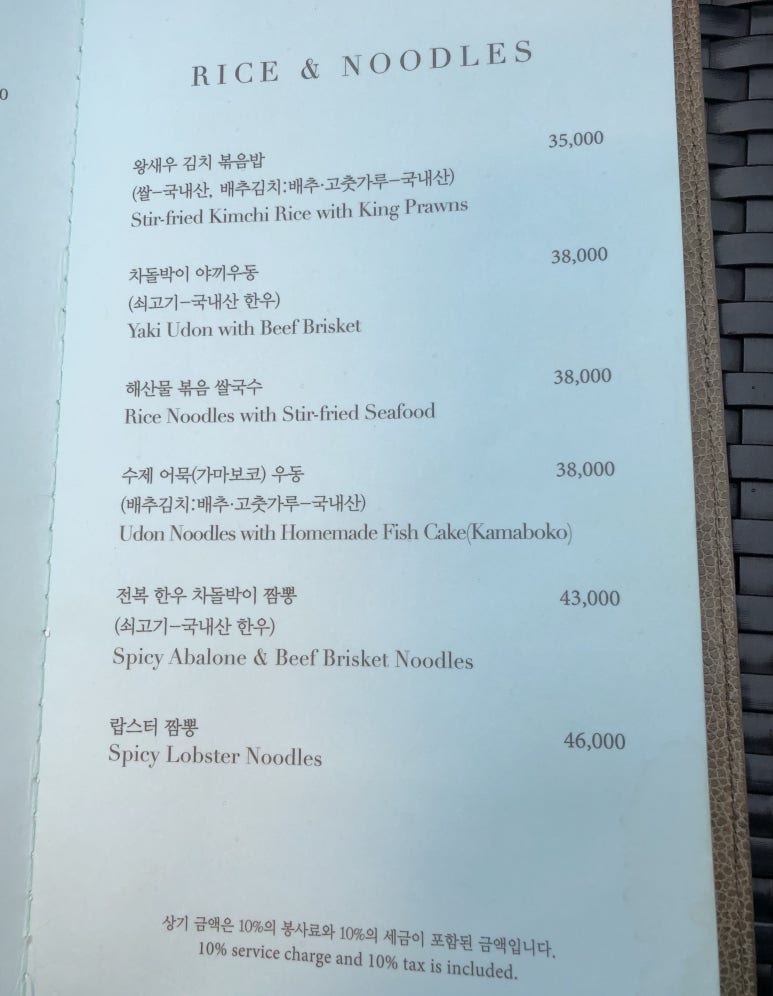 RICE & NOODLES
왕새우 김치 볶음밥 35,000
(쌀-국내산, 배추김치:배추·고춧가루-국내산)
Stir-fried Kimchi Rice with King Prawns
차돌박이 야끼우동 38,000
(쇠고기-국내산 한우)
Yaki Udon with Beef Brisket
해산물 볶음 쌀국수 38,000
Rice Noodles with Stir-fried Seafood
수제 어묵(가마보코) 우동 38,000
(배추김치:배추·고춧가루-국내산)
Udon Noodles with Homemade Fish Cake(Kamaboko)
전복 한우 차돌박이 짬뽕 43,000
(쇠고기-국내산 한우)
Spicy Abalone & Beef Brisket Noodles
랍스터 짬뽕 46,000
Spicy Lobster Noodles
상기 금액은 10%의 봉사료와 10%의 세금이 포함된 금액입니다.
10% service charge and 10% tax is included.